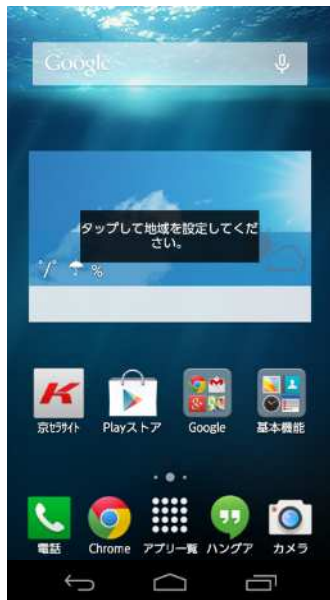 Google
タップして地域を設定してくだ
さい。
°/° %
京セラサイト Playストア Google 基本機能
電話 Chrome アプリ一覧 ハングア カメラ